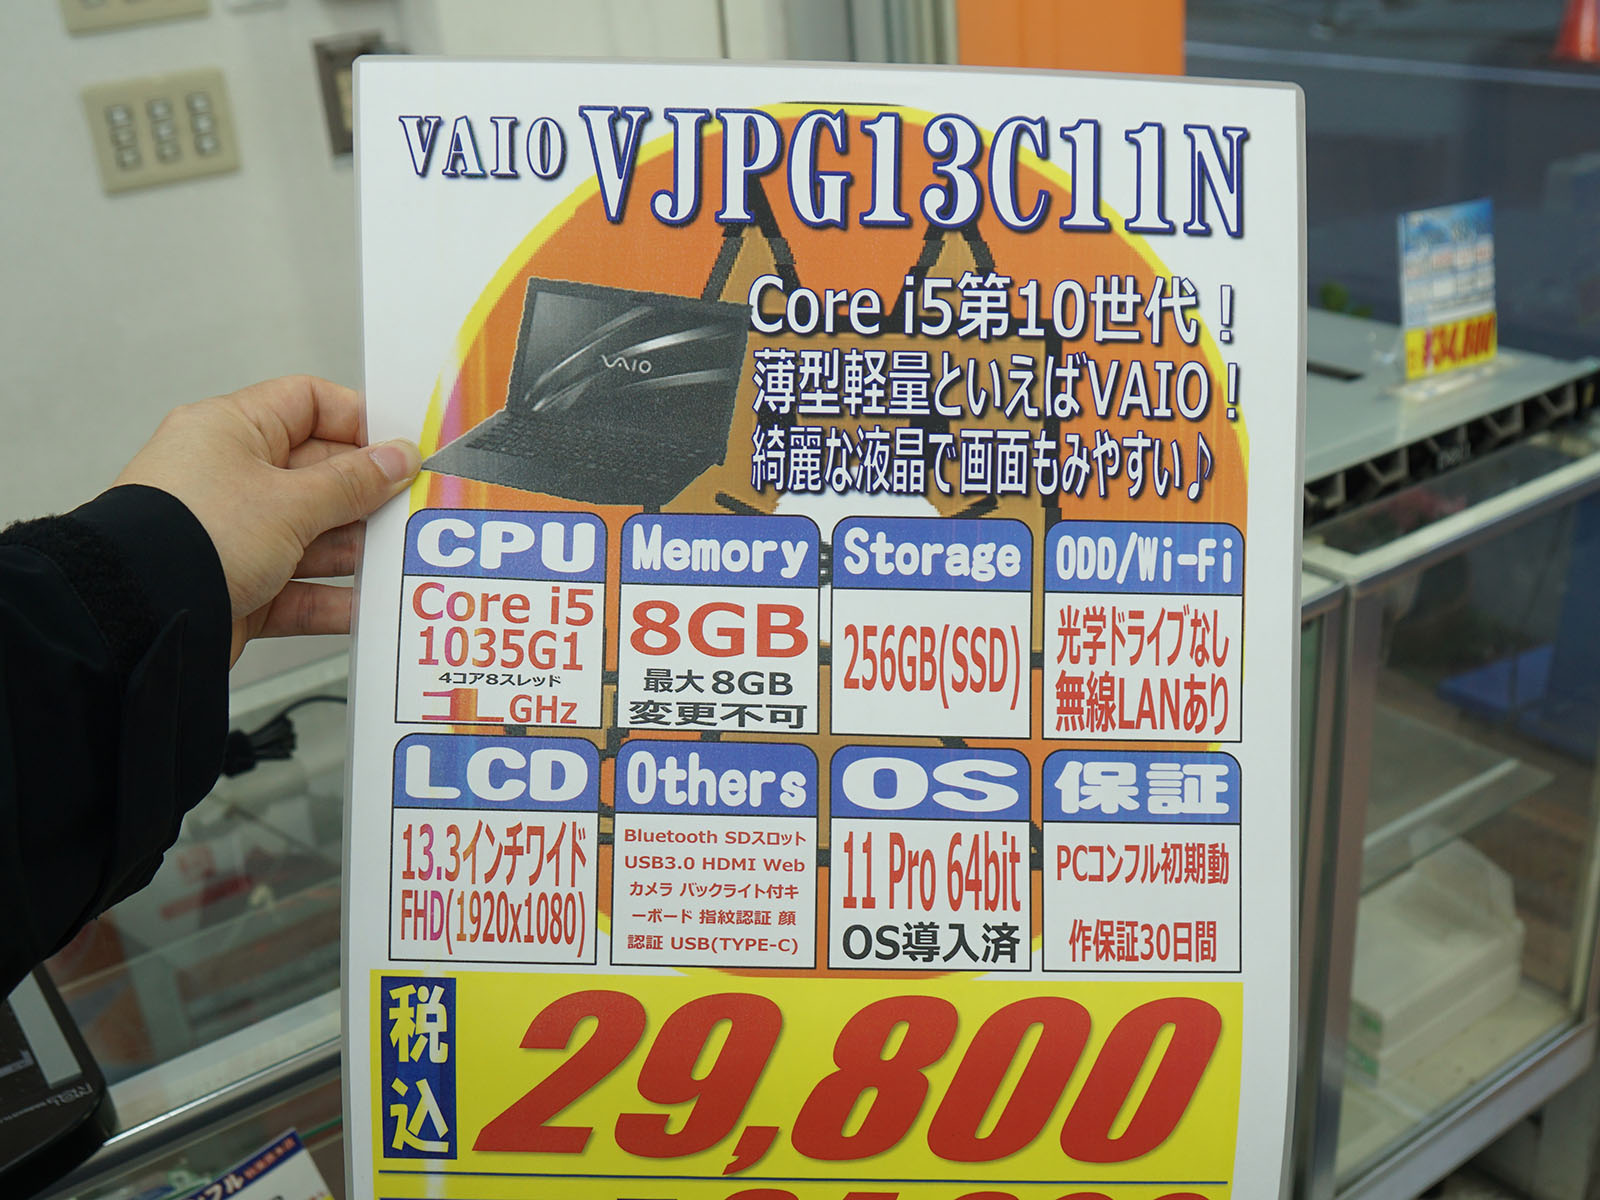 VAIO VJPG13C11N
Core i5第10世代！
薄型軽量といえばVAIO！
綺麗な液晶で画面もみやすい♪
VAIO
CPU
Core i5
1035G1
4コア8スレッド
1 GHz
Memory
8GB
最大8GB
変更不可
Storage
256GB(SSD)
ODD/Wi-Fi
光学ドライブなし
無線LANあり
LCD
13.3インチワイド
FHD(1920x1080)
Others
Bluetooth SDスロット
USB3.0 HDMI Web
カメラ バックライト付キ
ーボード 指紋認証 顔
認証 USB(TYPE-C)
OS
11 Pro 64bit
OS導入済
保証
PCコンフル初期動
作保証30日間
税込
29,800
¥34,800